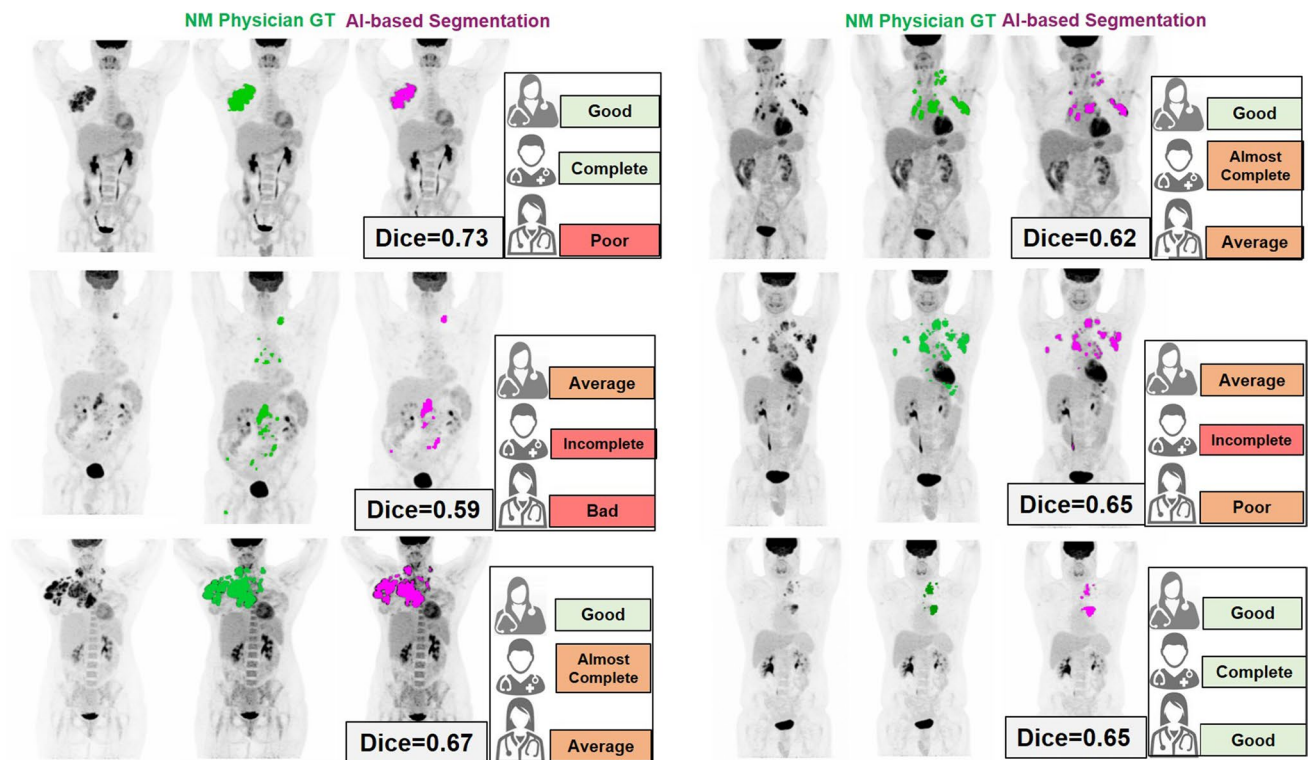 NM Physician GT AI-based Segmentation
Good
Complete
Poor
Dice=0.73
Average
Incomplete
Bad
Dice=0.59
Good
Almost
Complete
Average
Dice=0.67
NM Physician GT AI-based Segmentation
Good
Almost
Complete
Average
Dice=0.62
Average
Incomplete
Poor
Dice=0.65
Good
Complete
Good
Dice=0.65